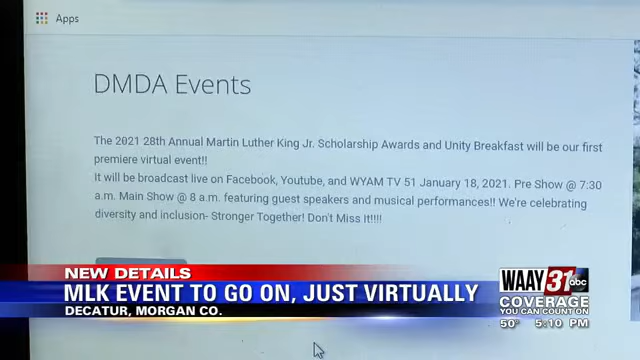 Apps
DMDA Events
The 2021 28th Annual Martin Luther King Jr. Scholarship Awards and Unity Breakfast will be our first
premiere virtual event!!
It will be broadcast live on Facebook, Youtube, and WYAM TV 51 January 18, 2021. Pre Show @ 7:30
a.m. Main Show @ 8 a.m. featuring guest speakers and musical performances!! We're celebrating
diversity and inclusion- Stronger Together! Don't Miss It!!!!
NEW DETAILS
MLK EVENT TO GO ON, JUST VIRTUALLY
DECATUR, MORGAN CO.
WAAY 31 abc
COVERAGE
YOU CAN COUNT ON
50° 5:10 PM